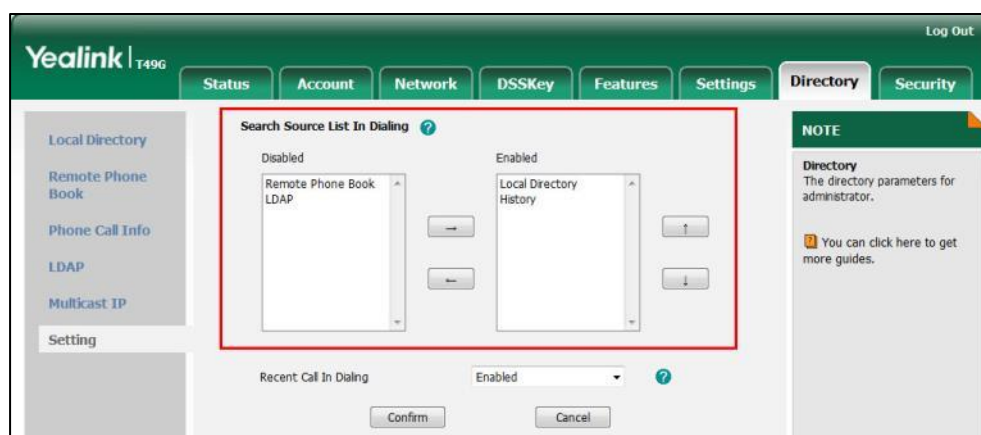 Log Out
Yealink T49G
Status Account Network DSSKey Features Settings Directory Security
Local Directory
Remote Phone
Book
Phone Call Info
LDAP
Multicast IP
Setting
Search Source List In Dialing ?
Disabled Enabled
Remote Phone Book
LDAP
Local Directory
History
→ ↑
← ↓
Recent Call In Dialing Enabled ?
Confirm Cancel
NOTE
Directory
The directory parameters for
administrator.
? You can click here to get
more guides.